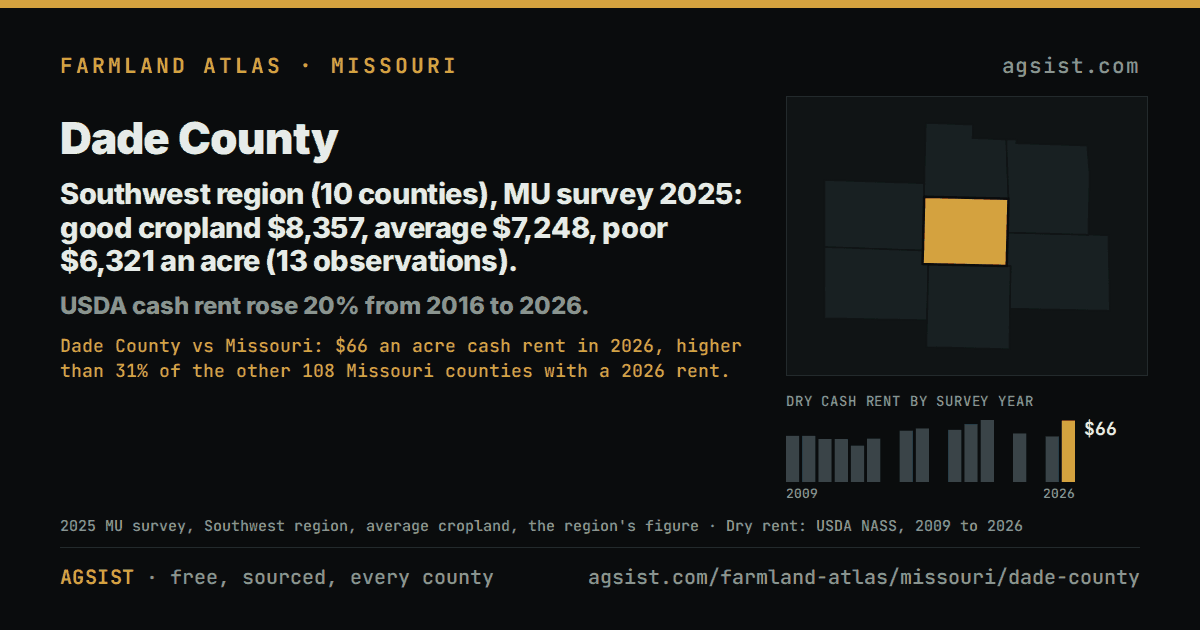 FARMLAND ATLAS · MISSOURI
agsist.com
Dade County
Southwest region (10 counties), MU survey 2025:
good cropland $8,357, average $7,248, poor
$6,321 an acre (13 observations).
USDA cash rent rose 20% from 2016 to 2026.
Dade County vs Missouri: $66 an acre cash rent in 2026, higher
than 31% of the other 108 Missouri counties with a 2026 rent.
DRY CASH RENT BY SURVEY YEAR
$66
2009
2026
2025 MU survey, Southwest region, average cropland, the region's figure · Dry rent: USDA NASS, 2009 to 2026
AGSIST · free, sourced, every county
agsist.com/farmland-atlas/missouri/dade-county